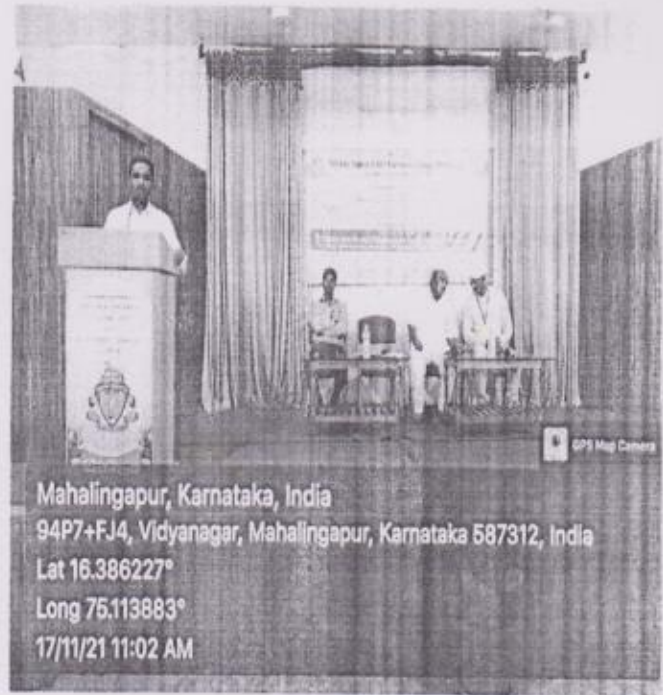 GPS Map Camera
Mahalingapur, Karnataka, India
94P7+FJ4, Vidyanagar, Mahalingapur, Karnataka 587312, India
Lat 16.386227°
Long 75.113883°
17/11/21 11:02 AM